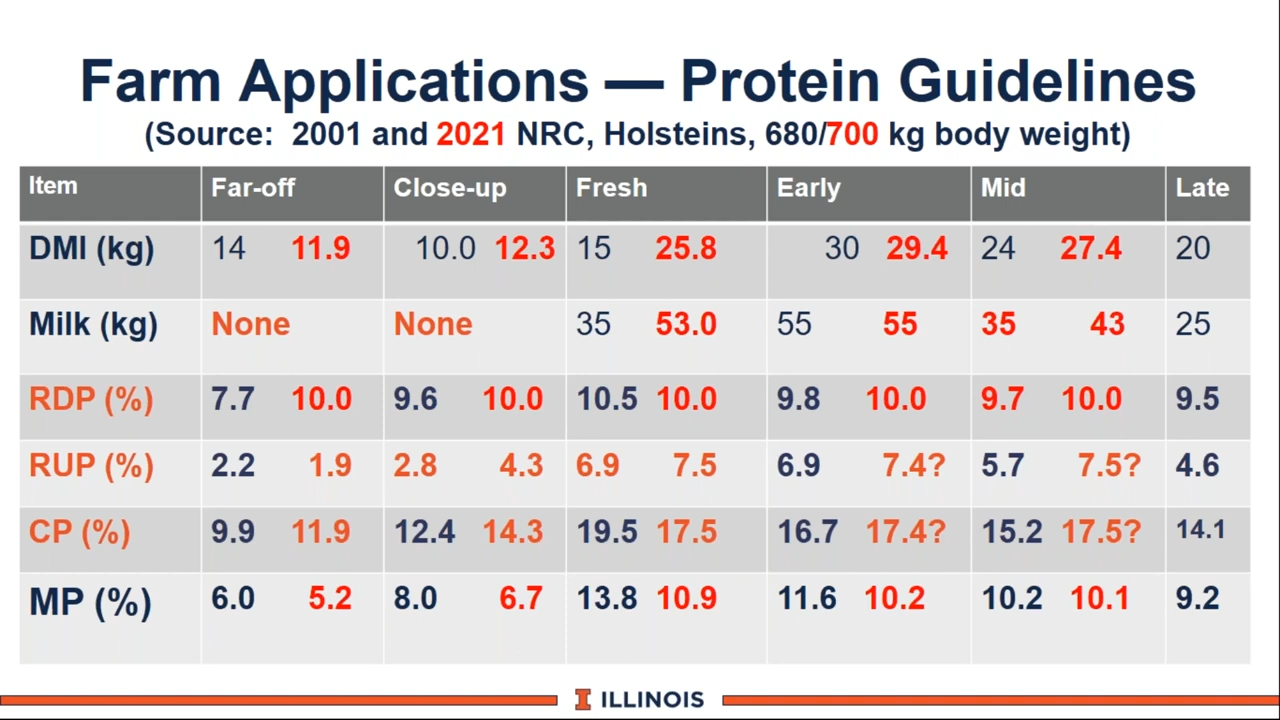 Farm Applications — Protein Guidelines
(Source: 2001 and 2021 NRC, Holsteins, 680/700 kg body weight)
Item Far-off Close-up Fresh Early Mid Late
DMI (kg) 14 11.9 10.0 12.3 15 25.8 30 29.4 24 27.4 20
Milk (kg) None None 35 53.0 55 55 35 43 25
RDP (%) 7.7 10.0 9.6 10.0 10.5 10.0 9.8 10.0 9.7 10.0 9.5
RUP (%) 2.2 1.9 2.8 4.3 6.9 7.5 6.9 7.4? 5.7 7.5? 4.6
CP (%) 9.9 11.9 12.4 14.3 19.5 17.5 16.7 17.4? 15.2 17.5? 14.1
MP (%) 6.0 5.2 8.0 6.7 13.8 10.9 11.6 10.2 10.2 10.1 9.2
I ILLINOIS